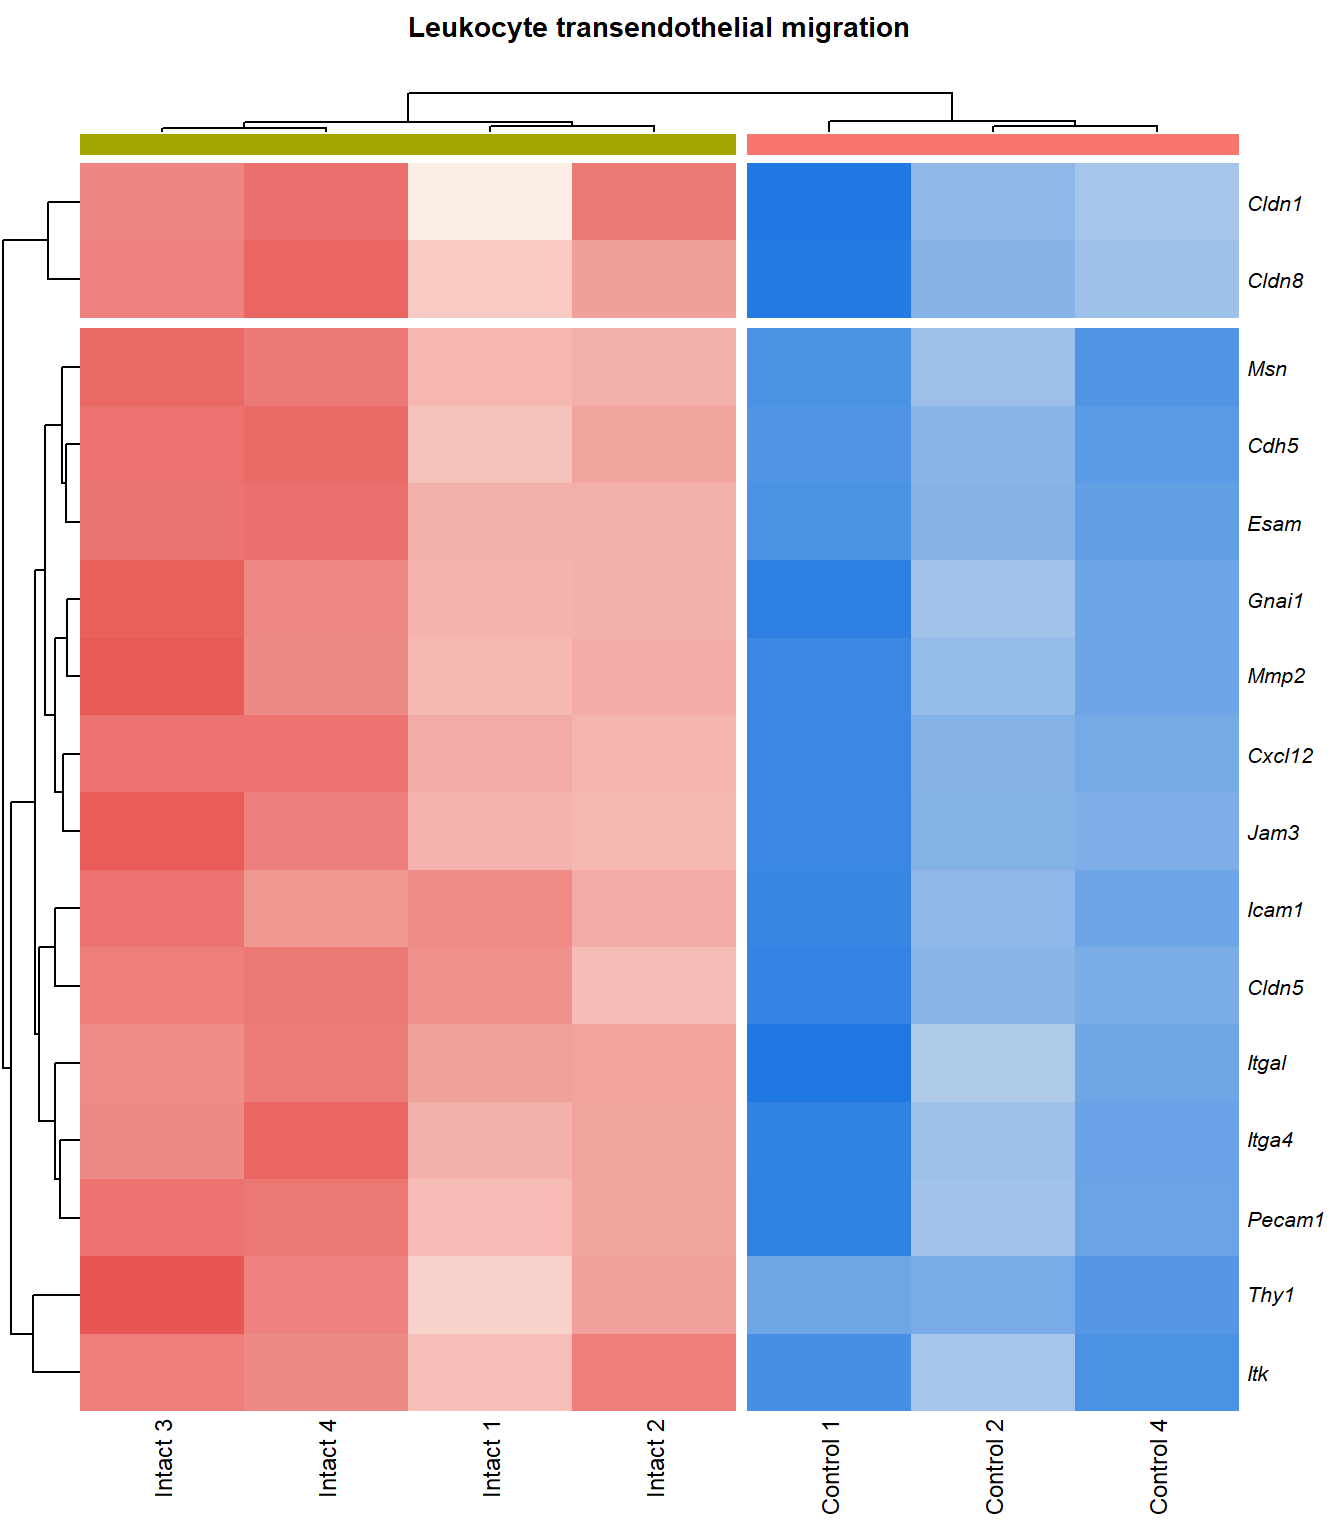 Leukocyte transendothelial migration
Cldn1
Cldn8
Msn
Cdh5
Esam
Gnai1
Mmp2
Cxcl12
Jam3
Icam1
Cldn5
Itgal
Itga4
Pecam1
Thy1
Itk
Intact 3
Intact 4
Intact 1
Intact 2
Control 1
Control 2
Control 4